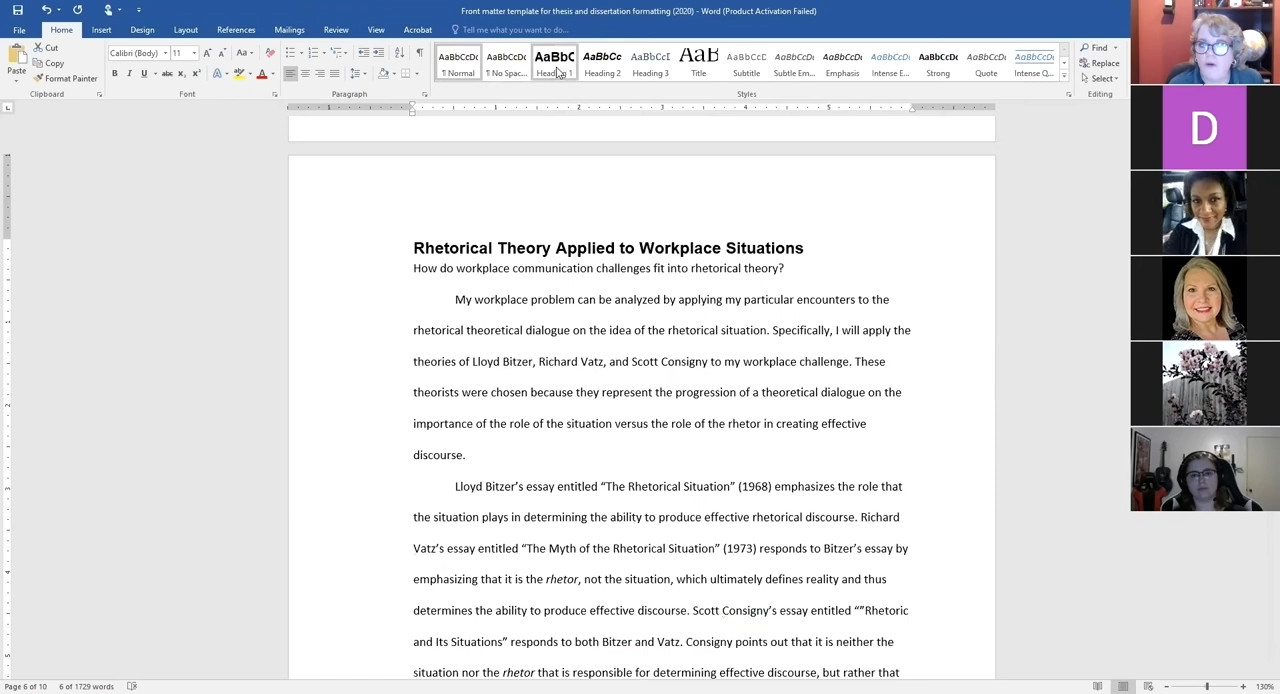 Front matter template for thesis and dissertation formatting (2020) - Word (Product Activation Failed)
File Home Insert Design Layout References Mailings Review View Acrobat Tell me what you want to do...
Paste
Cut
Copy
Format Painter
Clipboard
Calibri (Body) 11
Font
Paragraph
AaBbCcDc AaBbCcDc AaBbC AaBbCc AaBbCcD AaB AaBbCcD AaBbCcDc AaBbCcDc AaBbCcDc AaBbCcDc AaBbCcDc AaBbCcDc
¶ Normal ¶ No Spac... Heading 1 Heading 2 Heading 3 Title Subtitle Subtle Em... Emphasis Intense E... Strong Quote Intense Q...
Styles
Find
Replace
Select
Editing
D
Rhetorical Theory Applied to Workplace Situations
How do workplace communication challenges fit into rhetorical theory?
My workplace problem can be analyzed by applying my particular encounters to the
rhetorical theoretical dialogue on the idea of the rhetorical situation. Specifically, I will apply the
theories of Lloyd Bitzer, Richard Vatz, and Scott Consigny to my workplace challenge. These
theorists were chosen because they represent the progression of a theoretical dialogue on the
importance of the role of the situation versus the role of the rhetor in creating effective
discourse.
Lloyd Bitzer’s essay entitled “The Rhetorical Situation” (1968) emphasizes the role that
the situation plays in determining the ability to produce effective rhetorical discourse. Richard
Vatz’s essay entitled “The Myth of the Rhetorical Situation” (1973) responds to Bitzer’s essay by
emphasizing that it is the rhetor, not the situation, which ultimately defines reality and thus
determines the ability to produce effective discourse. Scott Consigny’s essay entitled “”Rhetoric
and Its Situations” responds to both Bitzer and Vatz. Consigny points out that it is neither the
situation nor the rhetor that is responsible for determining effective discourse, but rather that
Page 6 of 10 6 of 1729 words 130%